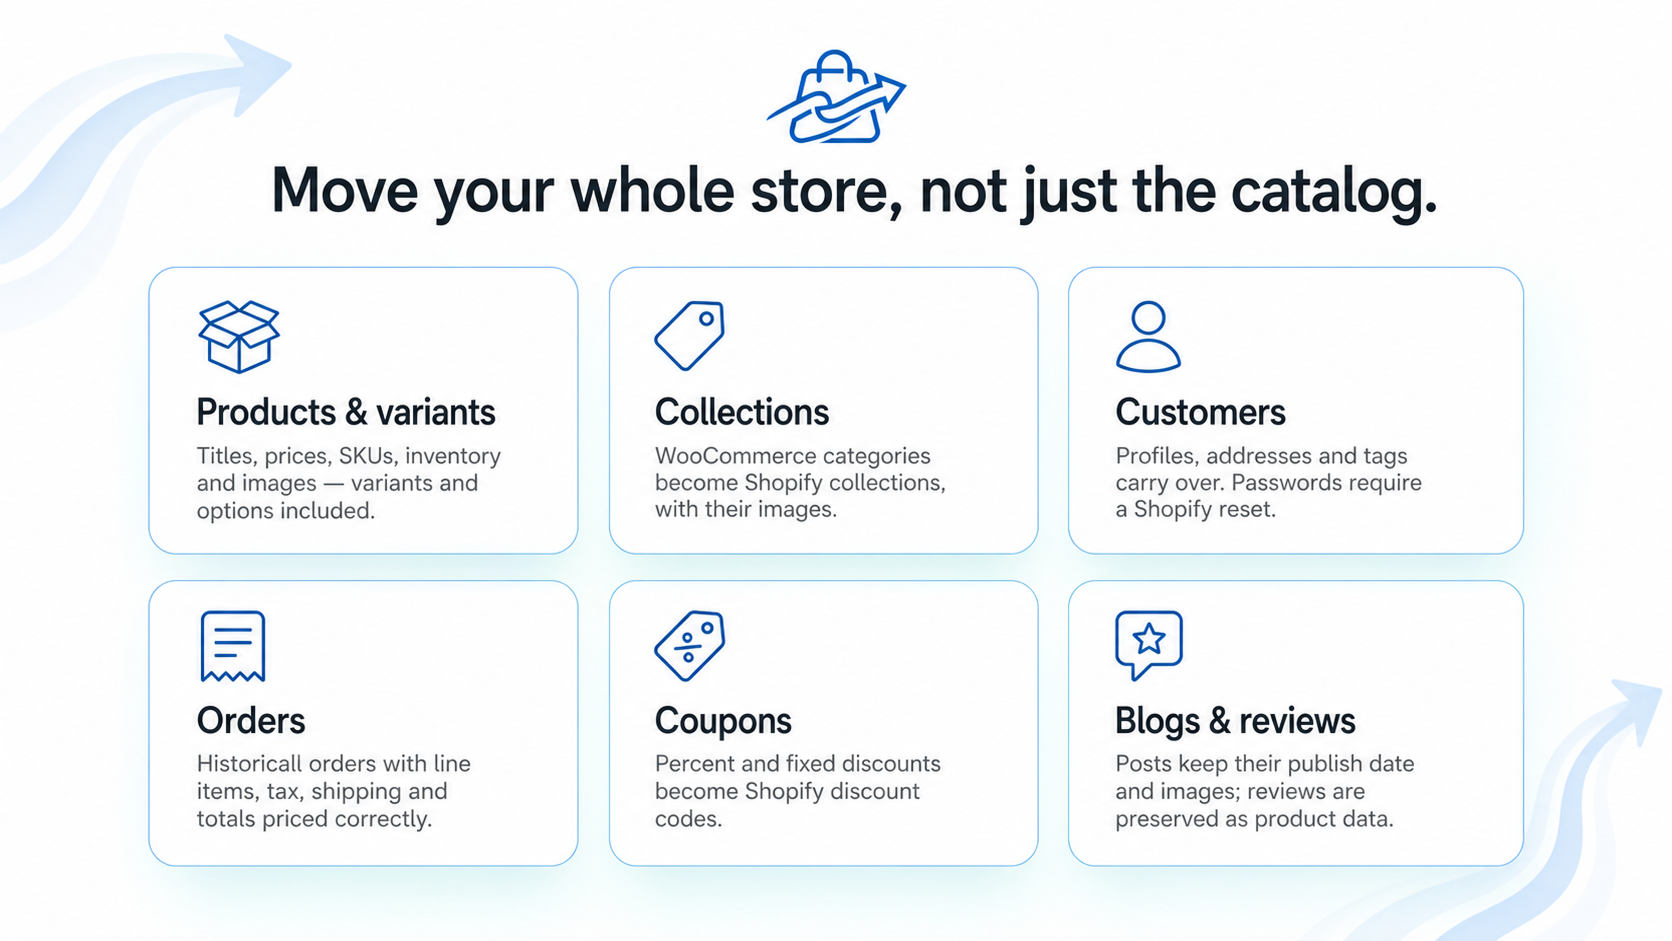 Move your whole store, not just the catalog.
Products & variants
Titles, prices, SKUs, inventory
and images — variants and
options included.
Collections
WooCommerce categories
become Shopify collections,
with their images.
Customers
Profiles, addresses and tags
carry over. Passwords require
a Shopify reset.
Orders
Historicall orders with line
items, tax, shipping and
totals priced correctly.
Coupons
Percent and fixed discounts
become Shopify discount
codes.
Blogs & reviews
Posts keep their publish date
and images; reviews are
preserved as product data.